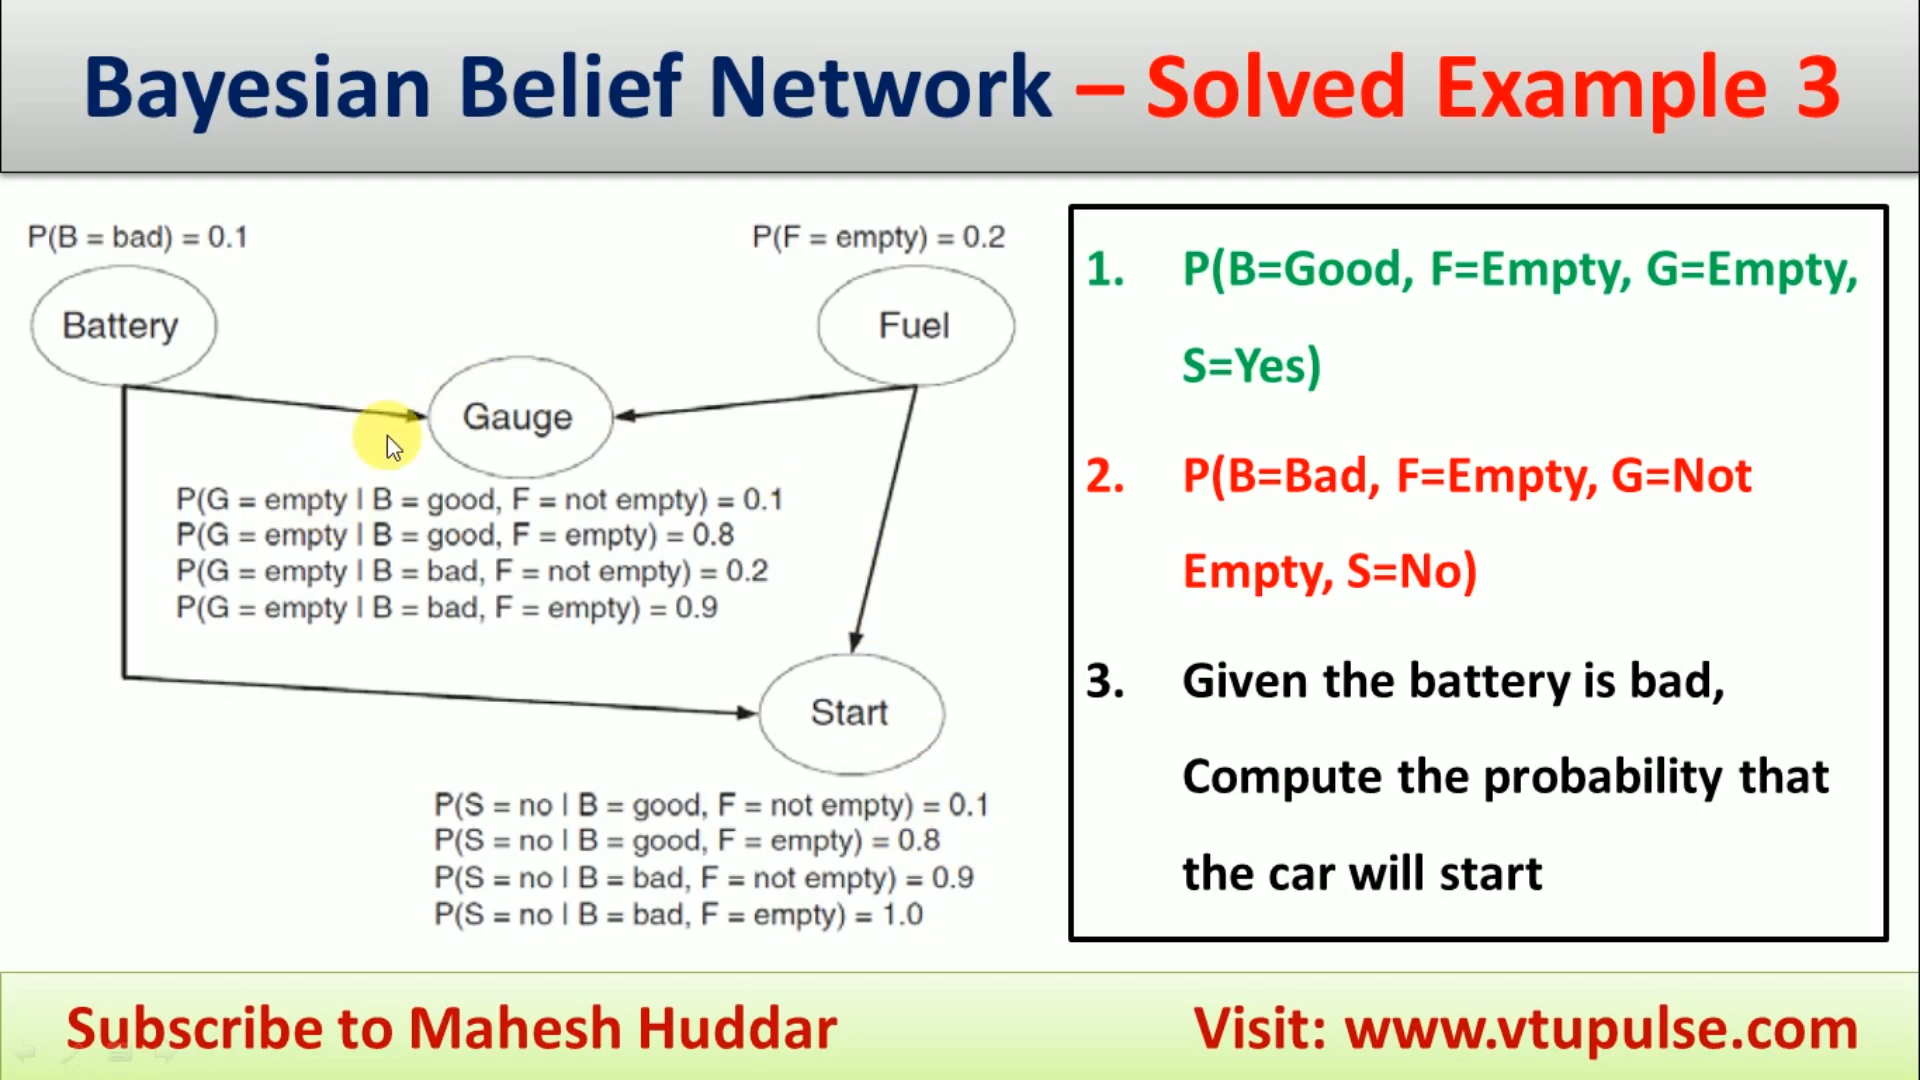 Bayesian Belief Network – Solved Example 3
P(B = bad) = 0.1
P(F = empty) = 0.2
Battery
Fuel
Gauge
P(G = empty | B = good, F = not empty) = 0.1
P(G = empty | B = good, F = empty) = 0.8
P(G = empty | B = bad, F = not empty) = 0.2
P(G = empty | B = bad, F = empty) = 0.9
Start
P(S = no | B = good, F = not empty) = 0.1
P(S = no | B = good, F = empty) = 0.8
P(S = no | B = bad, F = not empty) = 0.9
P(S = no | B = bad, F = empty) = 1.0
1. P(B=Good, F=Empty, G=Empty,
S=Yes)
2. P(B=Bad, F=Empty, G=Not
Empty, S=No)
3. Given the battery is bad,
Compute the probability that
the car will start
Subscribe to Mahesh Huddar
Visit: www.vtupulse.com